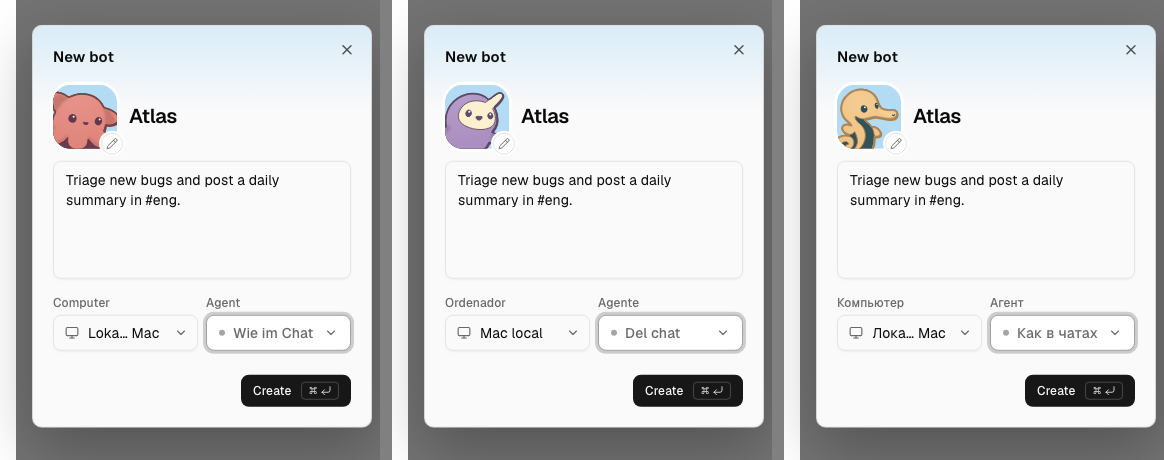 New bot
Atlas
Triage new bugs and post a daily
summary in #eng.
Computer Agent
Loka... Mac Wie im Chat
Create ⌘ ↵
New bot
Atlas
Triage new bugs and post a daily
summary in #eng.
Ordenador Agente
Mac local Del chat
Create ⌘ ↵
New bot
Atlas
Triage new bugs and post a daily
summary in #eng.
Компьютер Агент
Лока... Mac Как в чатах
Create ⌘ ↵